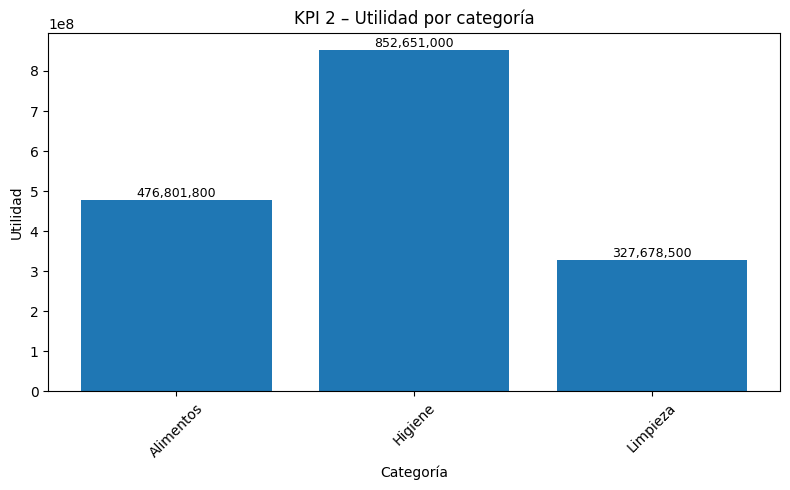 KPI 2 – Utilidad por categoría
1e8
852,651,000
8
7
6
5
476,801,800
4
327,678,500
3
2
1
0
Utilidad
Alimentos
Higiene
Limpieza
Categoría